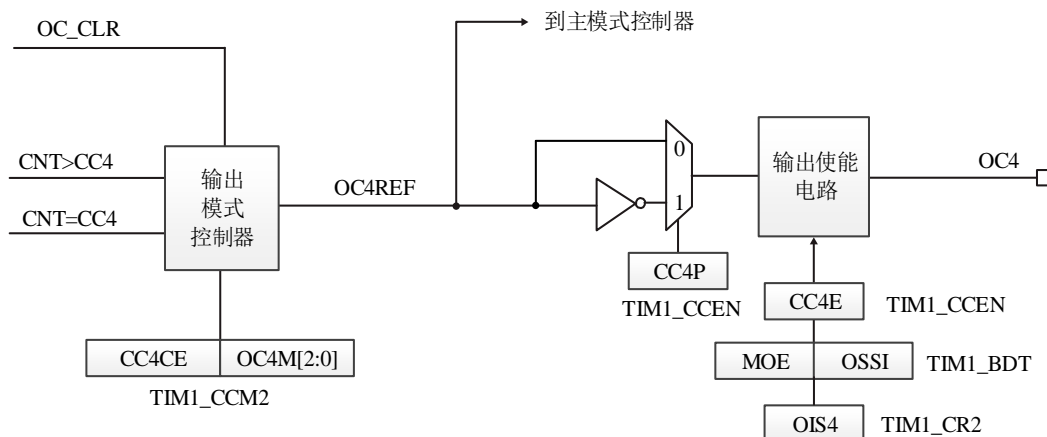 OC_CLR
到主模式控制器
CNT>CC4
CNT=CC4
输出
模式
控制器
OC4REF
0
1
输出使能
电路
OC4
CC4P
TIM1_CCEN
CC4E
TIM1_CCEN
CC4CE
OC4M[2:0]
TIM1_CCM2
MOE
OSSI
TIM1_BDT
OIS4
TIM1_CR2